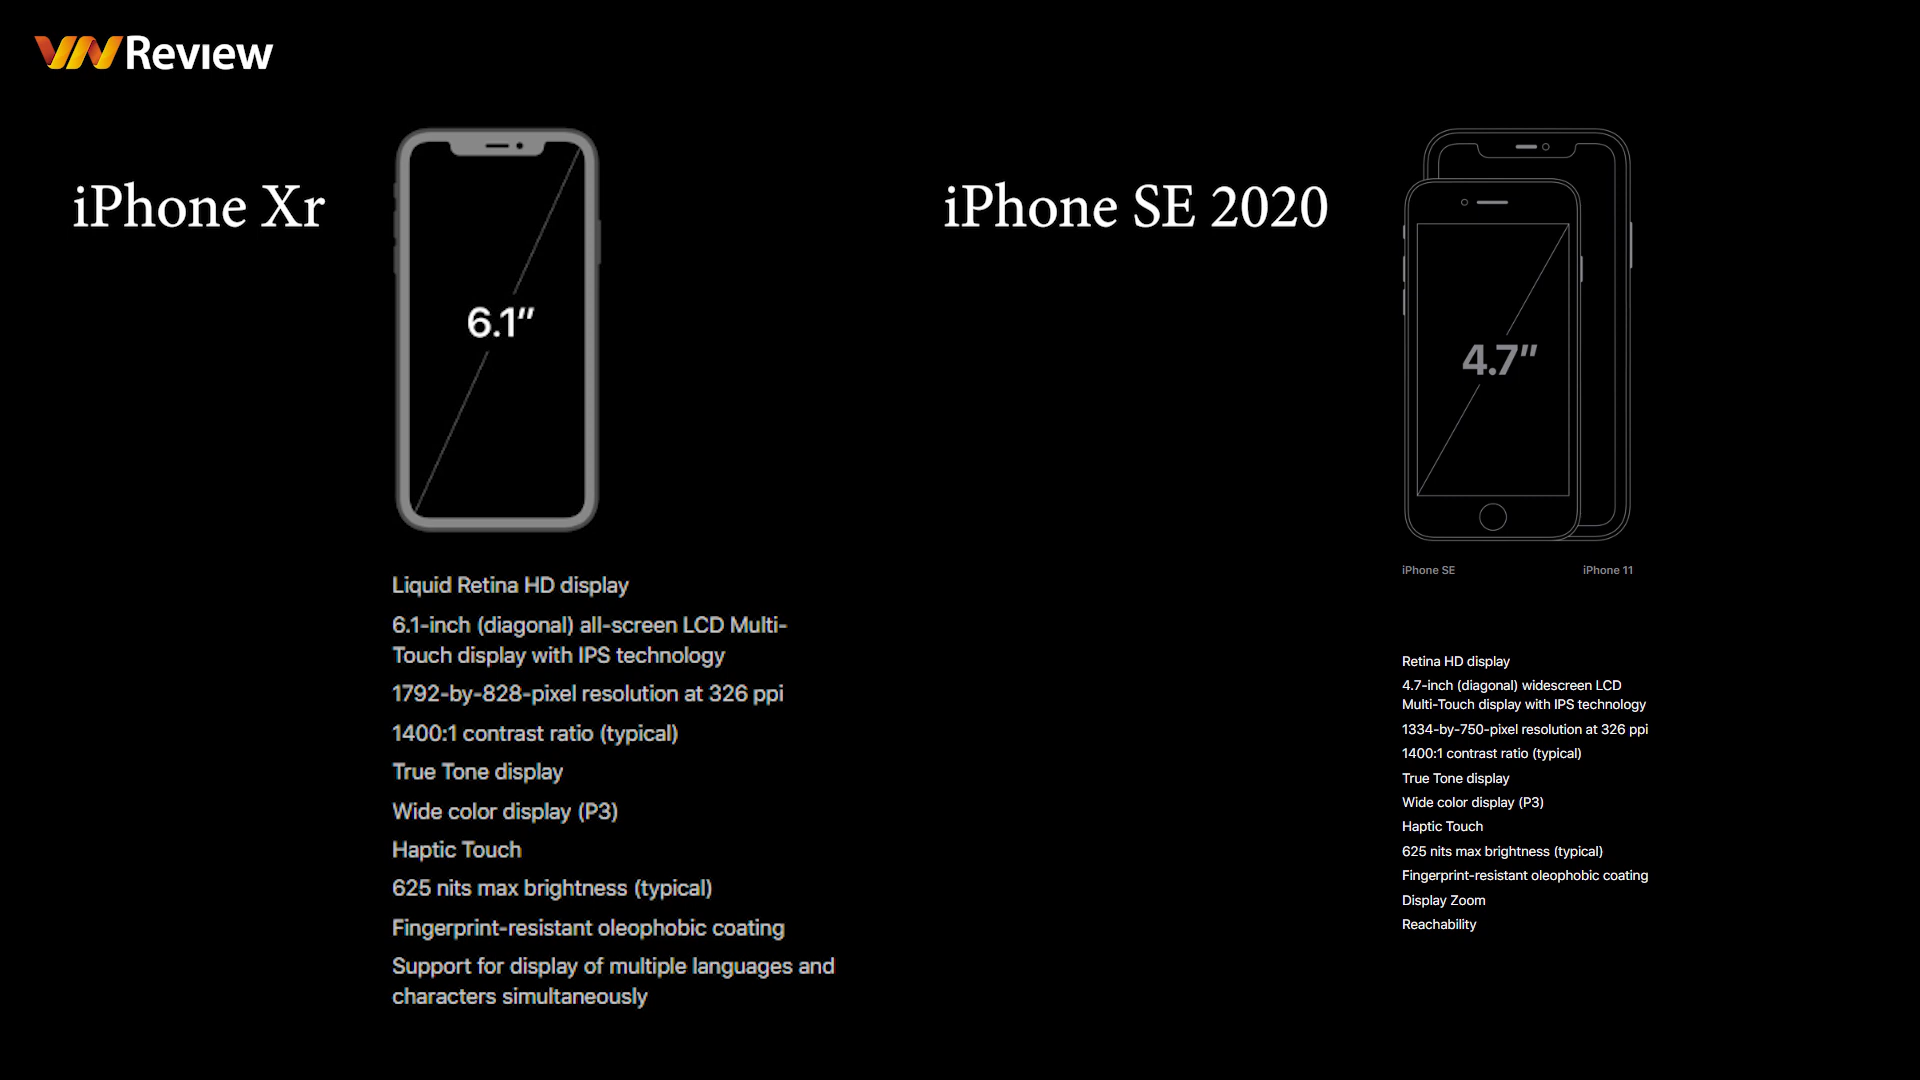 VNReview
iPhone Xr
6.1″
Liquid Retina HD display
6.1-inch (diagonal) all-screen LCD Multi-
Touch display with IPS technology
1792-by-828-pixel resolution at 326 ppi
1400:1 contrast ratio (typical)
True Tone display
Wide color display (P3)
Haptic Touch
625 nits max brightness (typical)
Fingerprint-resistant oleophobic coating
Support for display of multiple languages and
characters simultaneously
iPhone SE 2020
4.7″
iPhone SE
iPhone 11
Retina HD display
4.7-inch (diagonal) widescreen LCD
Multi-Touch display with IPS technology
1334-by-750-pixel resolution at 326 ppi
1400:1 contrast ratio (typical)
True Tone display
Wide color display (P3)
Haptic Touch
625 nits max brightness (typical)
Fingerprint-resistant oleophobic coating
Display Zoom
Reachability